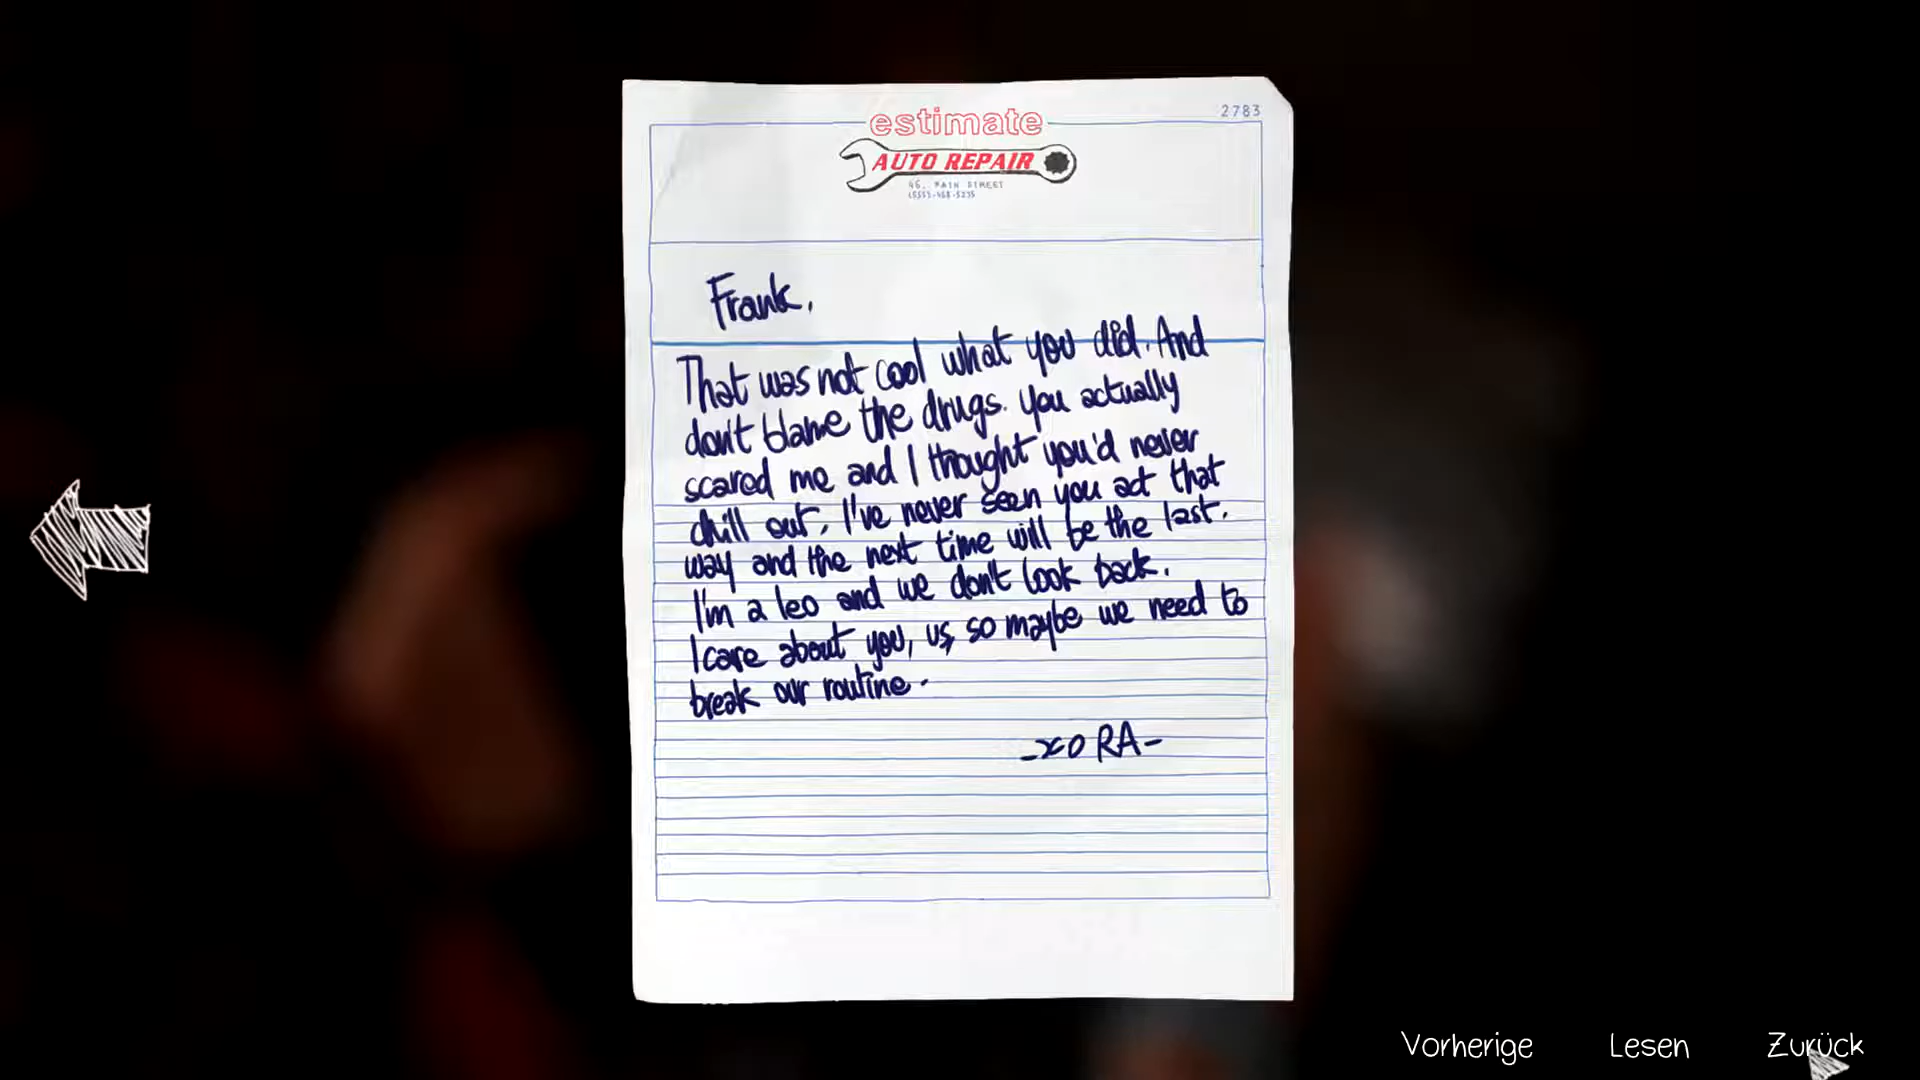 2783
estimate
AUTO REPAIR
46, MAIN STREET
Frank,
That was not cool what you did. And
don't blame the drugs. You actually
scared me and I thought you'd never
chill out. I've never seen you act that
way and the next time will be the last.
I'm a leo and we don't look back.
I care about you, us, so maybe we need to
break our routine.
-xo RA-
Vorherige
Lesen
Zurück